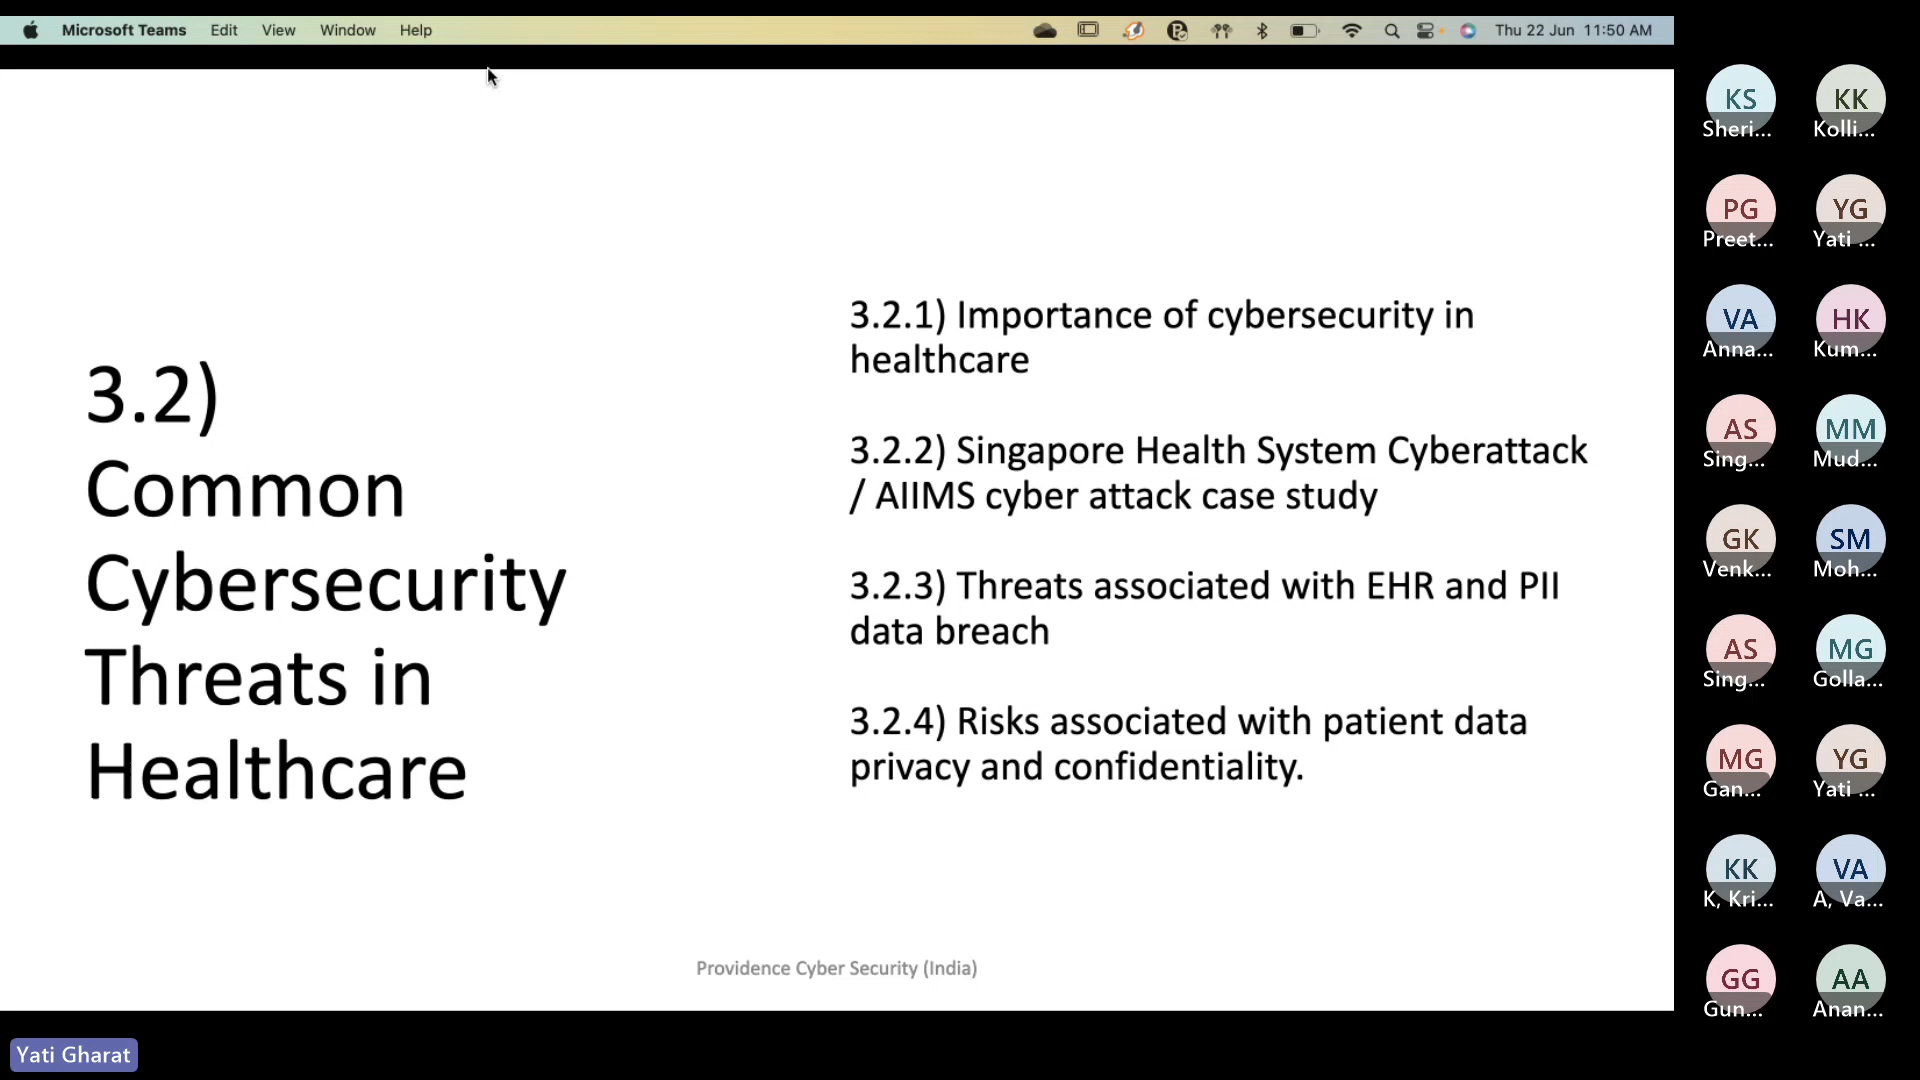 Microsoft Teams Edit View Window Help Thu 22 Jun 11:50 AM
3.2)
Common
Cybersecurity
Threats in
Healthcare
3.2.1) Importance of cybersecurity in
healthcare
3.2.2) Singapore Health System Cyberattack
/ AIIMS cyber attack case study
3.2.3) Threats associated with EHR and PII
data breach
3.2.4) Risks associated with patient data
privacy and confidentiality.
Providence Cyber Security (India)
Yati Gharat
KS KK
Sheri... Kolli...
PG YG
Preet... Yati ...
VA HK
Anna... Kum...
AS MM
Sing... Mud...
GK SM
Venk... Moh...
AS MG
Sing... Golla...
MG YG
Gan... Yati ...
KK VA
K, Kri... A, Va...
GG AA
Gun... Anan...